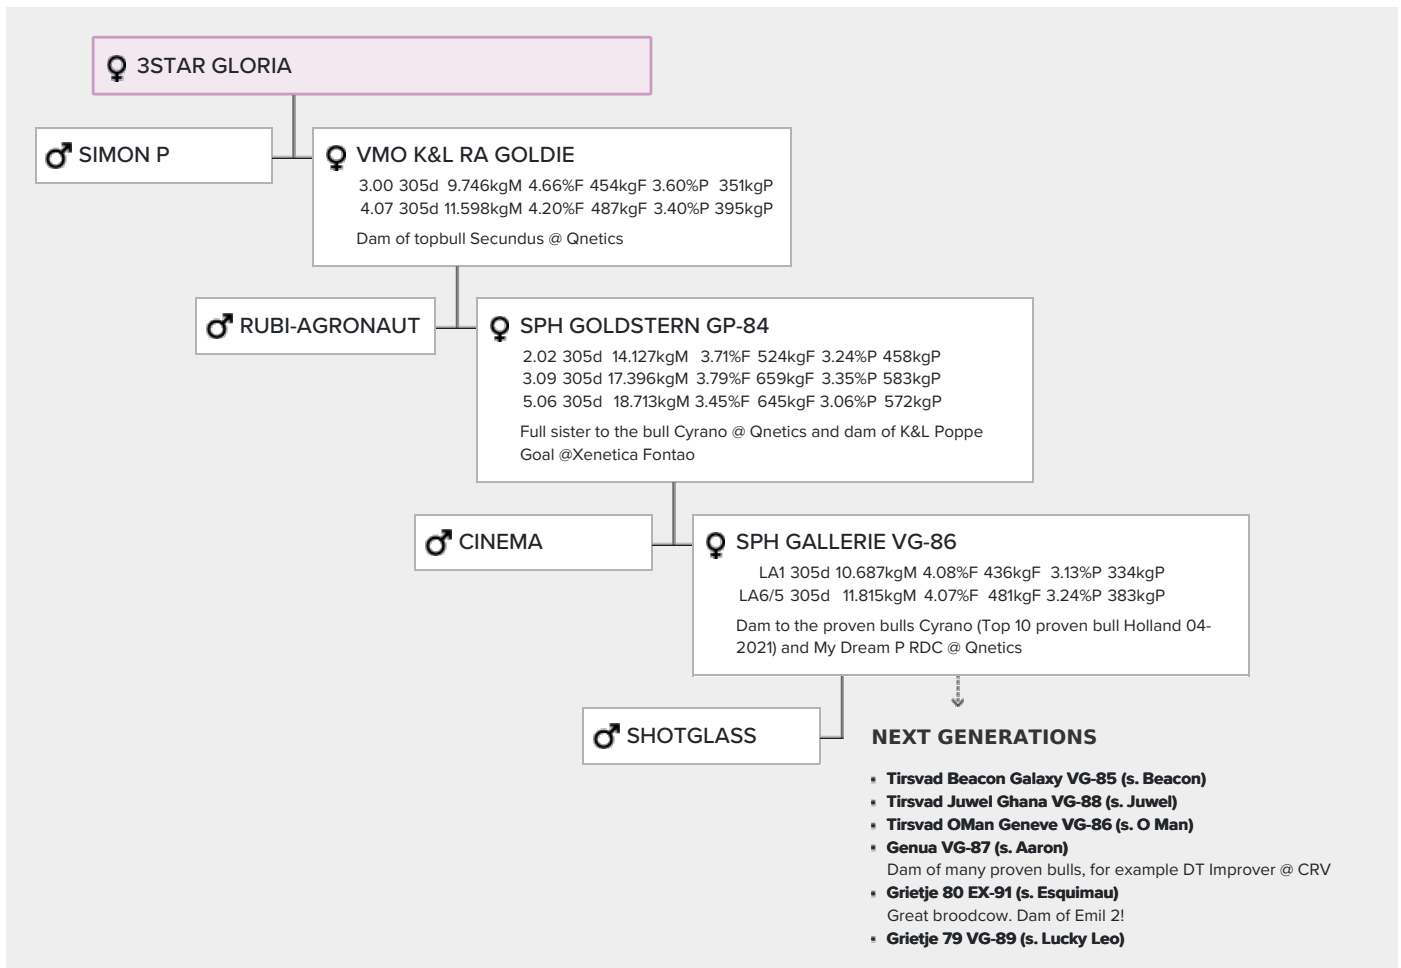 3STAR GLORIA
SIMON P
VMO K&L RA GOLDIE
3.00 305d 9.746kgM 4.66%F 454kgF 3.60%P 351kgP
4.07 305d 11.598kgM 4.20%F 487kgF 3.40%P 395kgP
Dam of topbull Secundus @ Qnetics
RUBI-AGRONAUT
SPH GOLDSTERN GP-84
2.02 305d 14.127kgM 3.71%F 524kgF 3.24%P 458kgP
3.09 305d 17.396kgM 3.79%F 659kgF 3.35%P 583kgP
5.06 305d 18.713kgM 3.45%F 645kgF 3.06%P 572kgP
Full sister to the bull Cyrano @ Qnetics and dam of K&L Poppe
Goal @Xenetica Fontao
CINEMA
SPH GALLERIE VG-86
LA1 305d 10.687kgM 4.08%F 436kgF 3.13%P 334kgP
LA6/5 305d 11.815kgM 4.07%F 481kgF 3.24%P 383kgP
Dam to the proven bulls Cyrano (Top 10 proven bull Holland 04-
2021) and My Dream P RDC @ Qnetics
SHOTGLASS
NEXT GENERATIONS
Tirsvad Beacon Galaxy VG-85 (s. Beacon)
Tirsvad Juwel Ghana VG-88 (s. Juwel)
Tirsvad OMan Geneve VG-86 (s. O Man)
Genua VG-87 (s. Aaron)
Dam of many proven bulls, for example DT Improver @ CRV
Grietje 80 EX-91 (s. Esquimau)
Great broodcow. Dam of Emil 2!
Grietje 79 VG-89 (s. Lucky Leo)